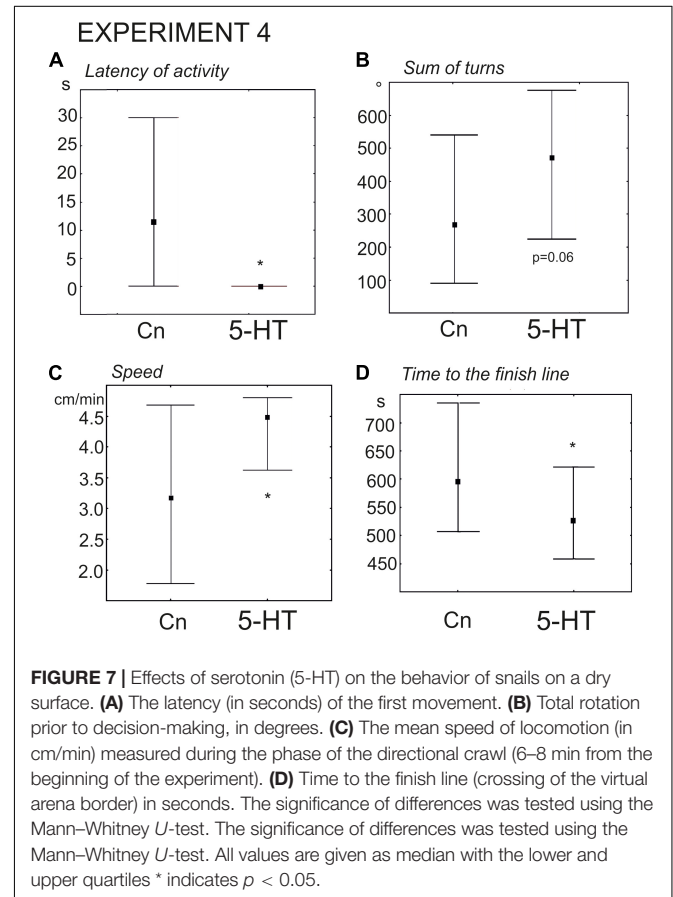 EXPERIMENT 4
A Latency of activity
s
30
25
20
15
10
5
0
*
Cn 5-HT
B Sum of turns
°
600
500
400
300
200
100
p=0.06
Cn 5-HT
C Speed
cm/min
4.5
4.0
3.5
3.0
2.5
2.0
*
Cn 5-HT
D Time to the finish line
s
700
650
600
550
500
450
*
Cn 5-HT
FIGURE 7 | Effects of serotonin (5-HT) on the behavior of snails on a dry
surface. (A) The latency (in seconds) of the first movement. (B) Total rotation
prior to decision-making, in degrees. (C) The mean speed of locomotion (in
cm/min) measured during the phase of the directional crawl (6–8 min from the
beginning of the experiment). (D) Time to the finish line (crossing of the virtual
arena border) in seconds. The significance of differences was tested using the
Mann–Whitney U-test. The significance of differences was tested using the
Mann–Whitney U-test. All values are given as median with the lower and
upper quartiles * indicates p < 0.05.